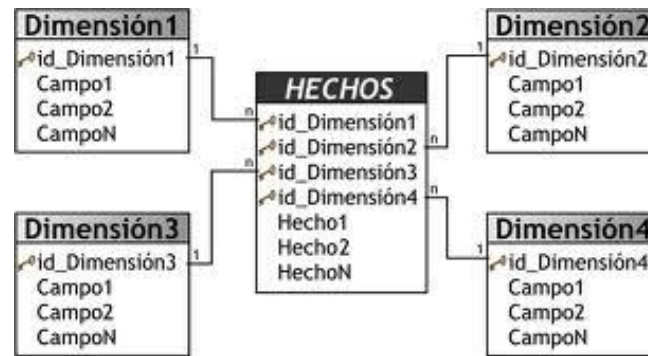 Dimensión1
id_Dimensión1
Campo1
Campo2
CampoN
1
Dimensión2
id_Dimensión2
Campo1
Campo2
CampoN
1
HECHOS
id_Dimensión1
id_Dimensión2
id_Dimensión3
id_Dimensión4
Hecho1
Hecho2
HechoN
n
n
n
n
Dimensión3
id_Dimensión3
Campo1
Campo2
CampoN
1
Dimensión4
id_Dimensión4
Campo1
Campo2
CampoN
1